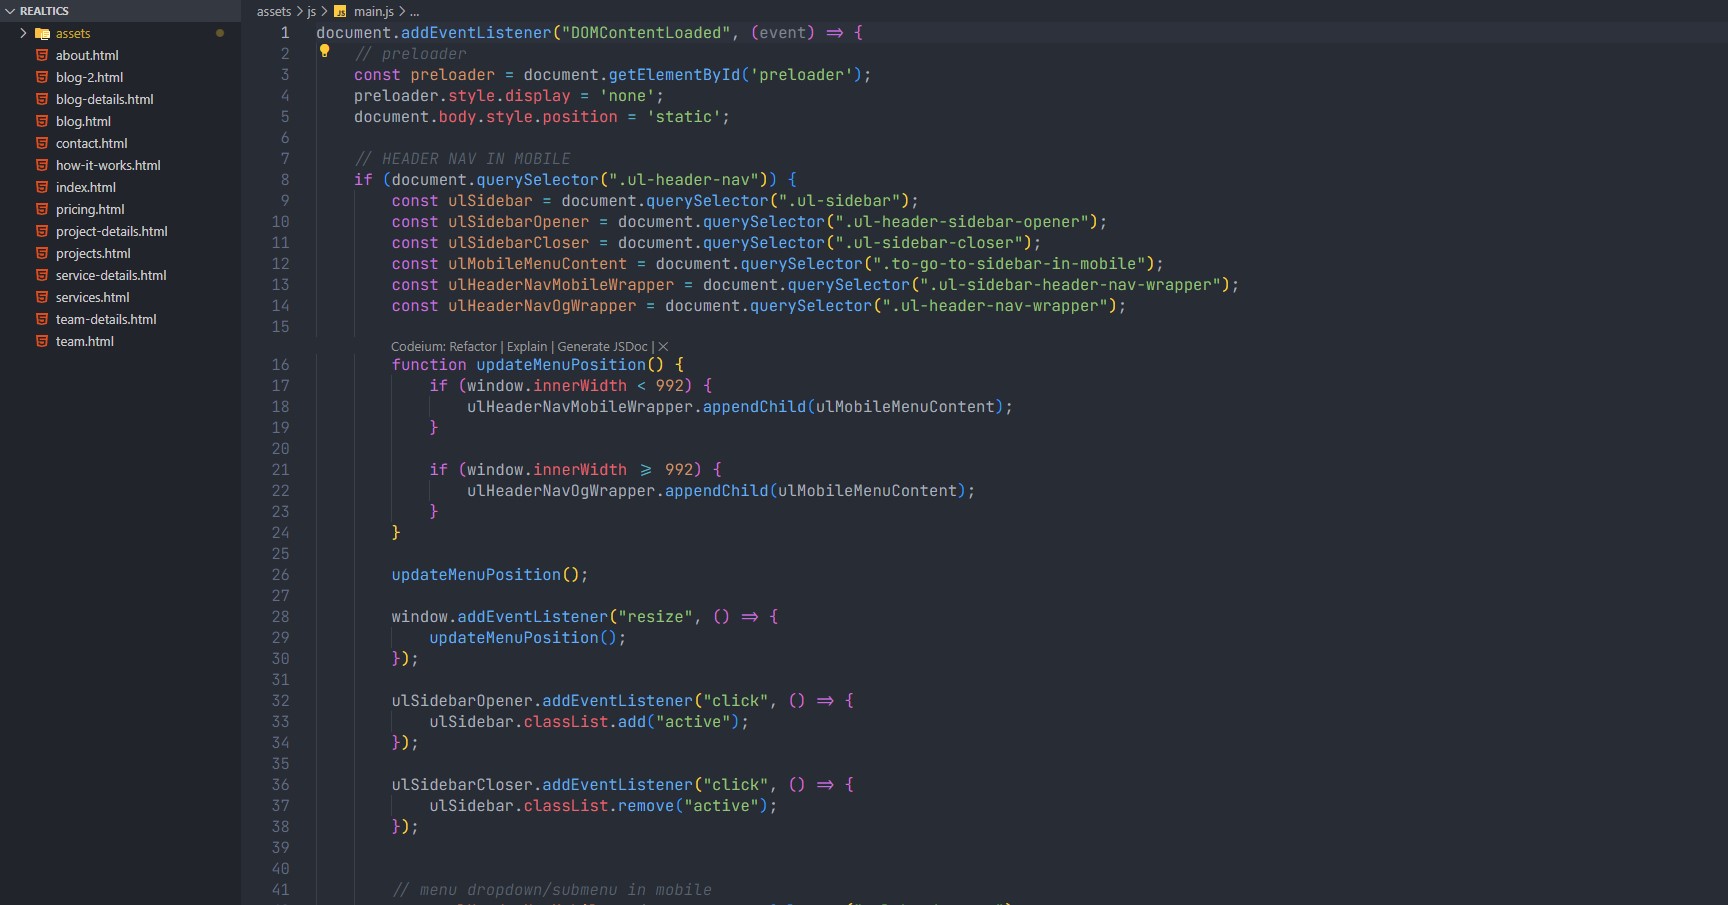 REALTICS
assets
about.html
blog-2.html
blog-details.html
blog.html
contact.html
how-it-works.html
index.html
pricing.html
project-details.html
projects.html
service-details.html
services.html
team-details.html
team.html
assets > js > JS main.js > ...
1 document.addEventListener("DOMContentLoaded", (event) => {
2 // preloader
3 const preloader = document.getElementById('preloader');
4 preloader.style.display = 'none';
5 document.body.style.position = 'static';
6
7 // HEADER NAV IN MOBILE
8 if (document.querySelector(".ul-header-nav")) {
9 const ulSidebar = document.querySelector(".ul-sidebar");
10 const ulSidebarOpener = document.querySelector(".ul-header-sidebar-opener");
11 const ulSidebarCloser = document.querySelector(".ul-sidebar-closer");
12 const ulMobileMenuContent = document.querySelector(".to-go-to-sidebar-in-mobile");
13 const ulHeaderNavMobileWrapper = document.querySelector(".ul-sidebar-header-nav-wrapper");
14 const ulHeaderNavOgWrapper = document.querySelector(".ul-header-nav-wrapper");
15
Codeium: Refactor | Explain | Generate JSDoc | X
16 function updateMenuPosition() {
17 if (window.innerWidth < 992) {
18 ulHeaderNavMobileWrapper.appendChild(ulMobileMenuContent);
19 }
20
21 if (window.innerWidth ⩾ 992) {
22 ulHeaderNavOgWrapper.appendChild(ulMobileMenuContent);
23 }
24 }
25
26 updateMenuPosition();
27
28 window.addEventListener("resize", () => {
29 updateMenuPosition();
30 });
31
32 ulSidebarOpener.addEventListener("click", () => {
33 ulSidebar.classList.add("active");
34 });
35
36 ulSidebarCloser.addEventListener("click", () => {
37 ulSidebar.classList.remove("active");
38 });
39
40
41 // menu dropdown/submenu in mobile